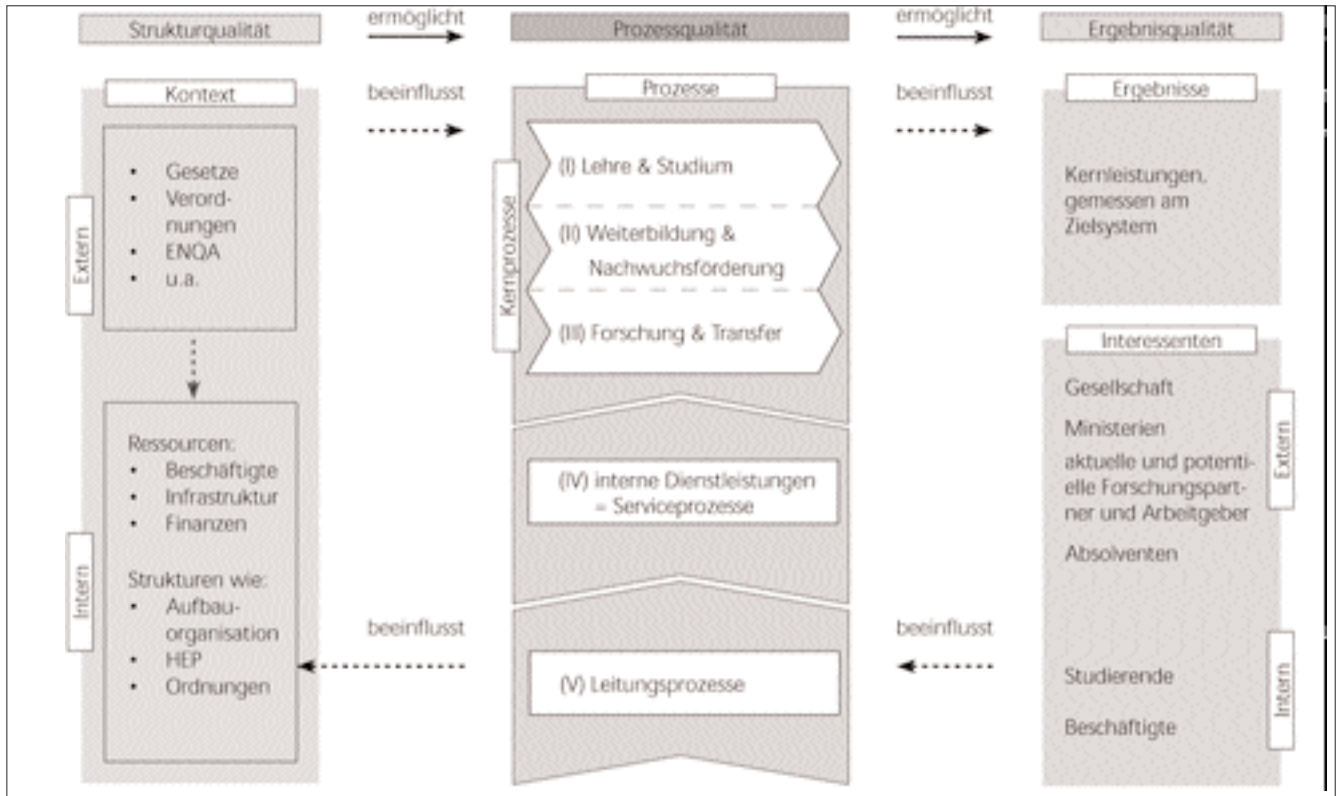 Strukturqualität
ermöglicht
Prozessqualität
ermöglicht
Ergebnisqualität
Kontext
Extern
• Gesetze
• Verord-
nungen
• ENQA
• u.a.
Intern
Ressourcen:
• Beschäftigte
• Infrastruktur
• Finanzen
Strukturen wie:
• Aufbau-
organisation
• HEP
• Ordnungen
beeinflusst
beeinflusst
Prozesse
Kernprozesse
(I) Lehre & Studium
(II) Weiterbildung &
Nachwuchsförderung
(III) Forschung & Transfer
(IV) interne Dienstleistungen
= Serviceprozesse
(V) Leitungsprozesse
beeinflusst
beeinflusst
Ergebnisse
Kernleistungen,
gemessen am
Zielsystem
Interessenten
Extern
Gesellschaft
Ministerien
aktuelle und potenti-
elle Forschungspart-
ner und Arbeitgeber
Absolventen
Intern
Studierende
Beschäftigte